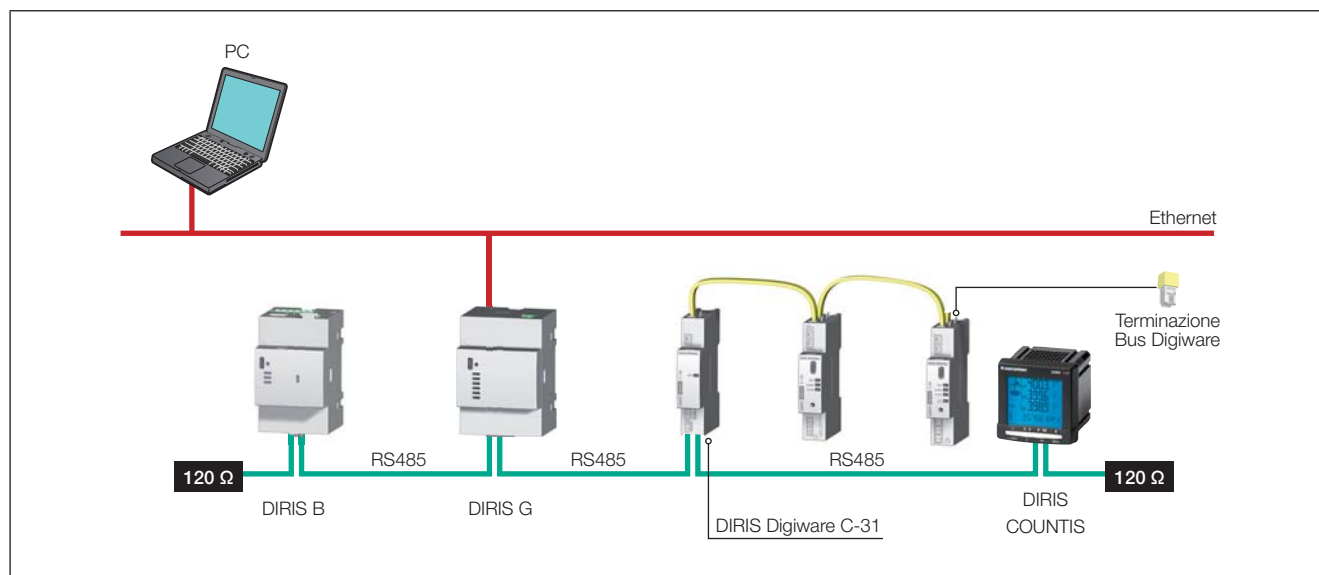 PC
Ethernet
Terminazione
Bus Digiware
RS485
RS485
RS485
120 Ω
120 Ω
DIRIS B
DIRIS G
DIRIS Digiware C-31
DIRIS
COUNTIS